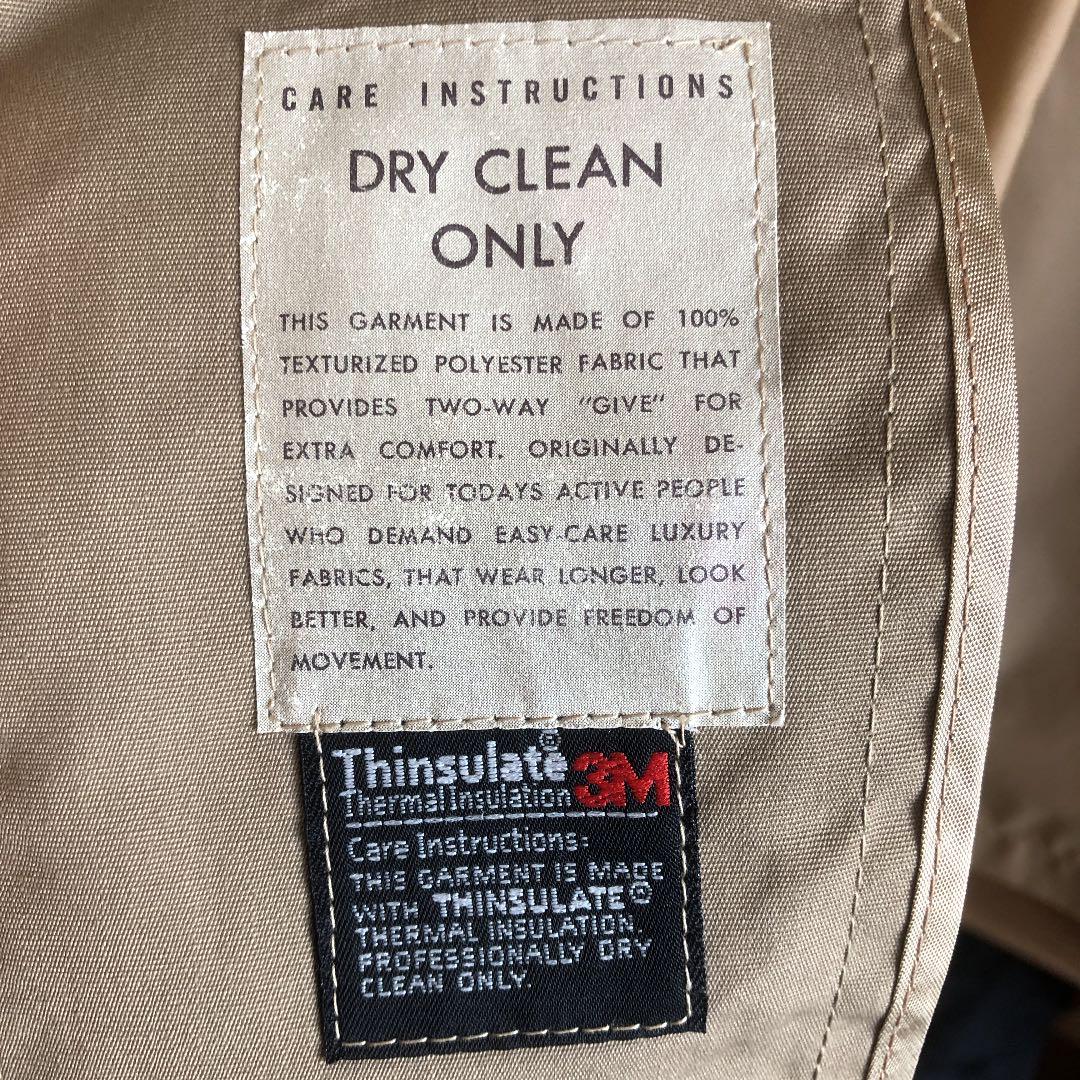 CARE INSTRUCTIONS
DRY CLEAN
ONLY
THIS GARMENT IS MADE OF 100%
TEXTURIZED POLYESTER FABRIC THAT
PROVIDES TWO-WAY "GIVE" FOR
EXTRA COMFORT. ORIGINALLY DE-
SIGNED FOR TODAYS ACTIVE PEOPLE
WHO DEMAND EASY-CARE LUXURY
FABRICS, THAT WEAR LONGER, LOOK
BETTER, AND PROVIDE FREEDOM OF
MOVEMENT.
Thinsulate® 3M
Thermal Insulation
Care Instructions:
THIS GARMENT IS MADE
WITH THINSULATE®
THERMAL INSULATION.
PROFESSIONALLY DRY
CLEAN ONLY.